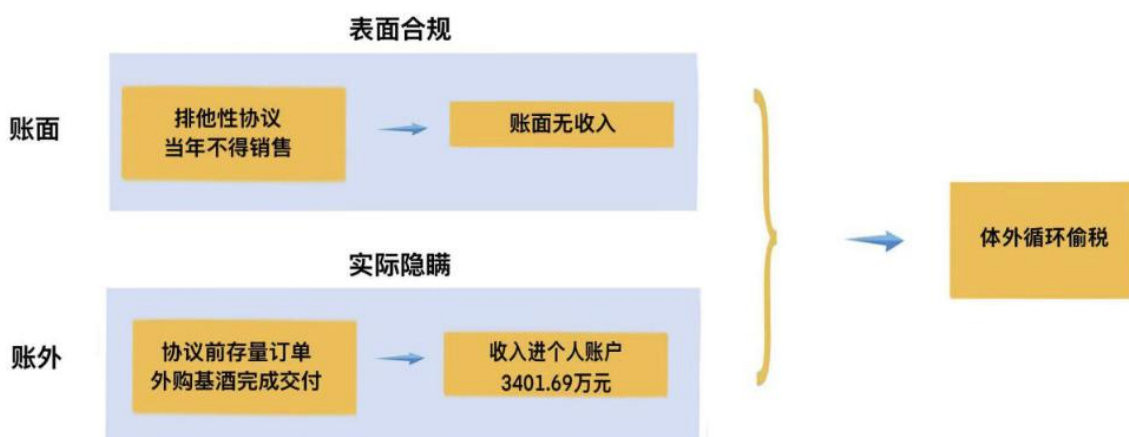 表面合规
账面
排他性协议
当年不得销售
账面无收入
体外循环偷税
实际隐瞒
账外
协议前存量订单
外购基酒完成交付
收入进个人账户
3401.69万元